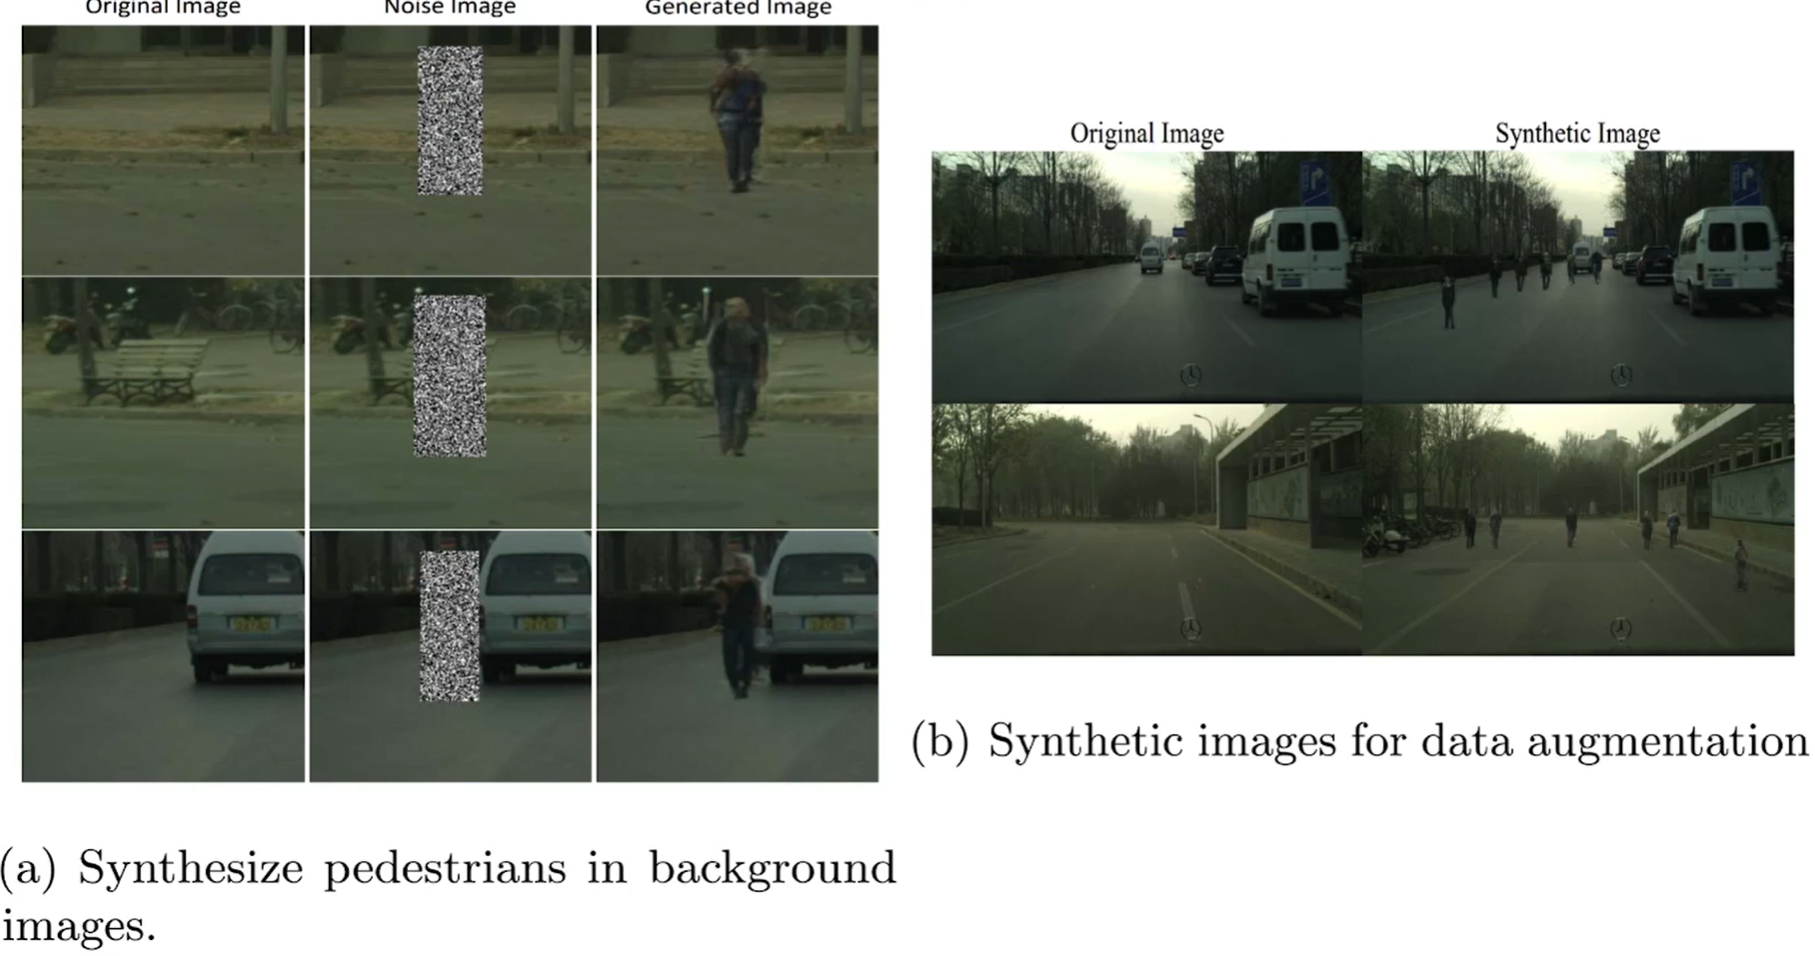 Original Image
Noise Image
Generated Image
Original Image
Synthetic Image
(b) Synthetic images for data augmentation
(a) Synthesize pedestrians in background
images.